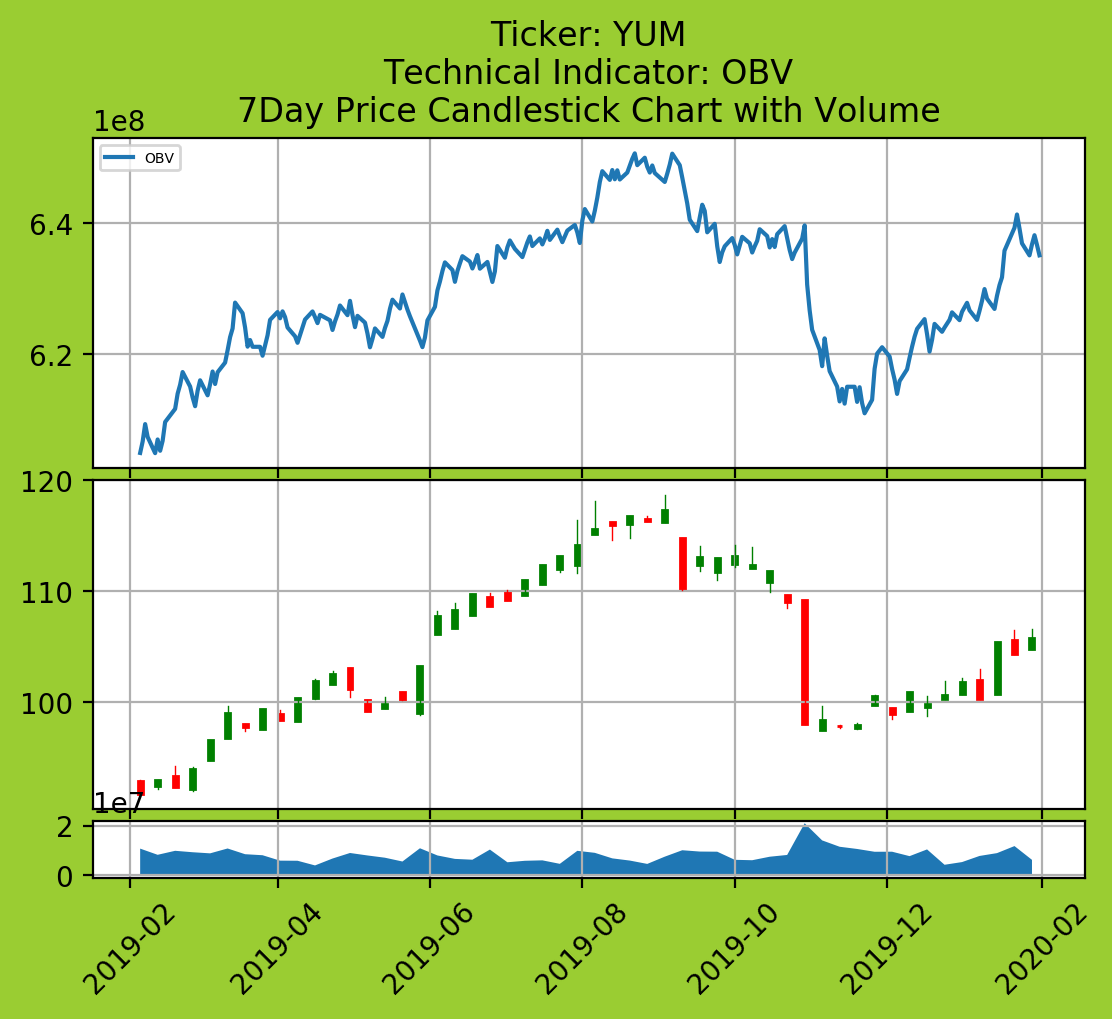 Ticker: YUM
Technical Indicator: OBV
7Day Price Candlestick Chart with Volume
1e8
OBV
6.4
6.2
120
110
100
1e7
2
0
2019-02
2019-04
2019-06
2019-08
2019-10
2019-12
2020-02